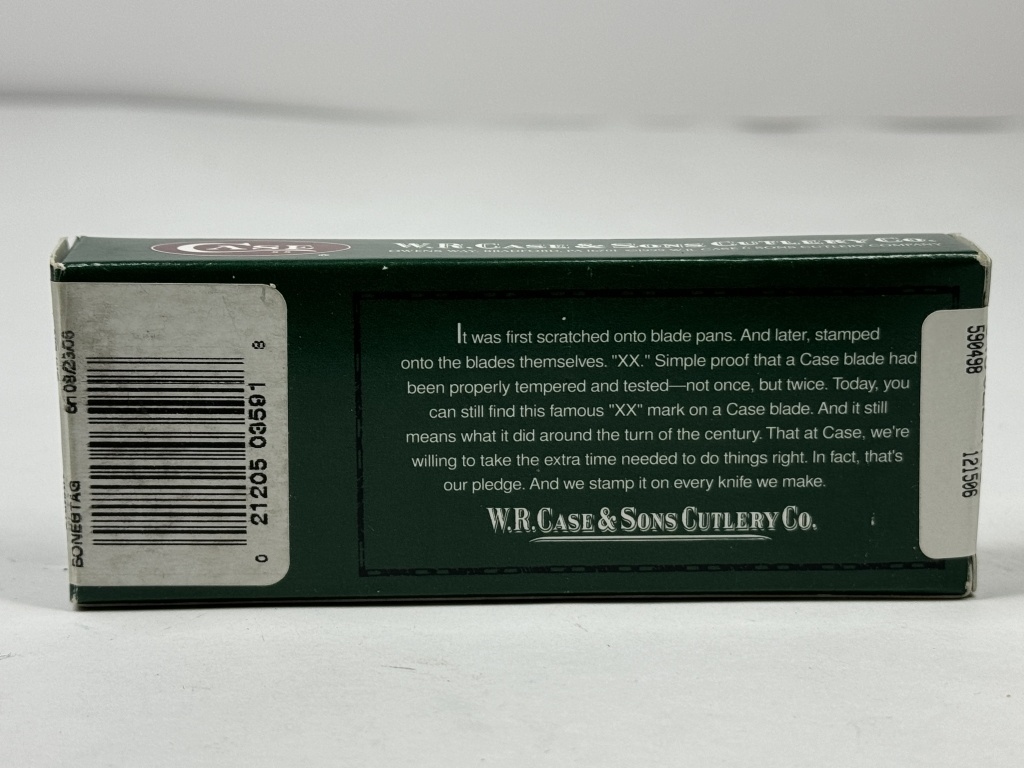 CASE
XX
W.R. CASE & SONS CUTLERY CO.
It was first scratched onto blade pans. And later, stamped
onto the blades themselves. "XX." Simple proof that a Case blade had
been properly tempered and tested—not once, but twice. Today, you
can still find this famous "XX" mark on a Case blade. And it still
means what it did around the turn of the century. That at Case, we're
willing to take the extra time needed to do things right. In fact, that's
our pledge. And we stamp it on every knife we make.
W.R. CASE & SONS CUTLERY CO.
0 21205 03591 8
590498
121506